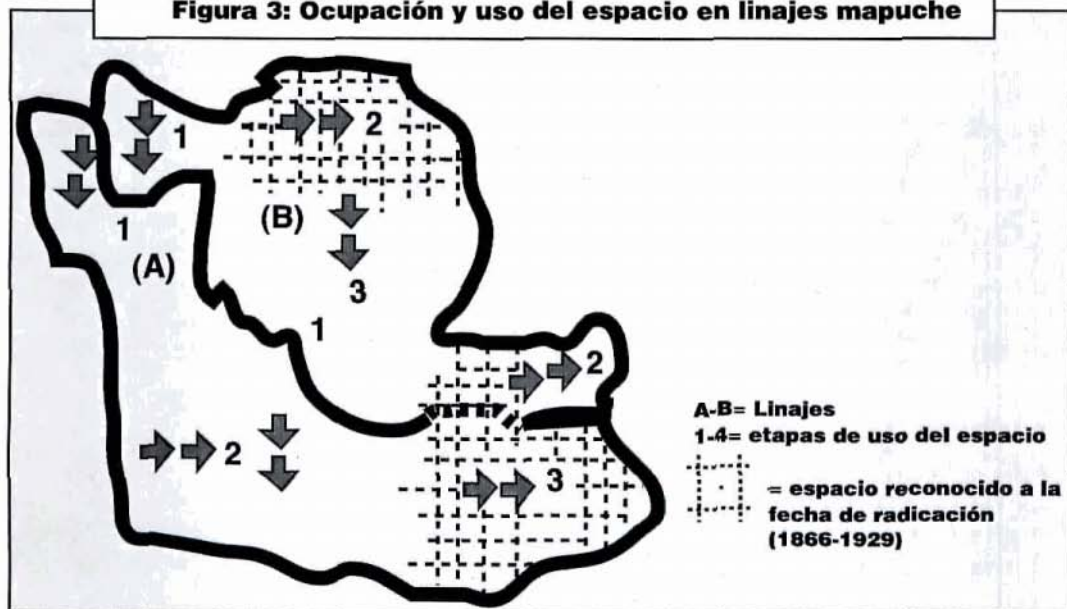 Figura 3: Ocupación y uso del espacio en linajes mapuche
1
2
(B)
1
(A)
3
1
2
2
3
A-B= Linajes
1-4= etapas de uso del espacio
= espacio reconocido a la
fecha de radicación
(1866-1929)